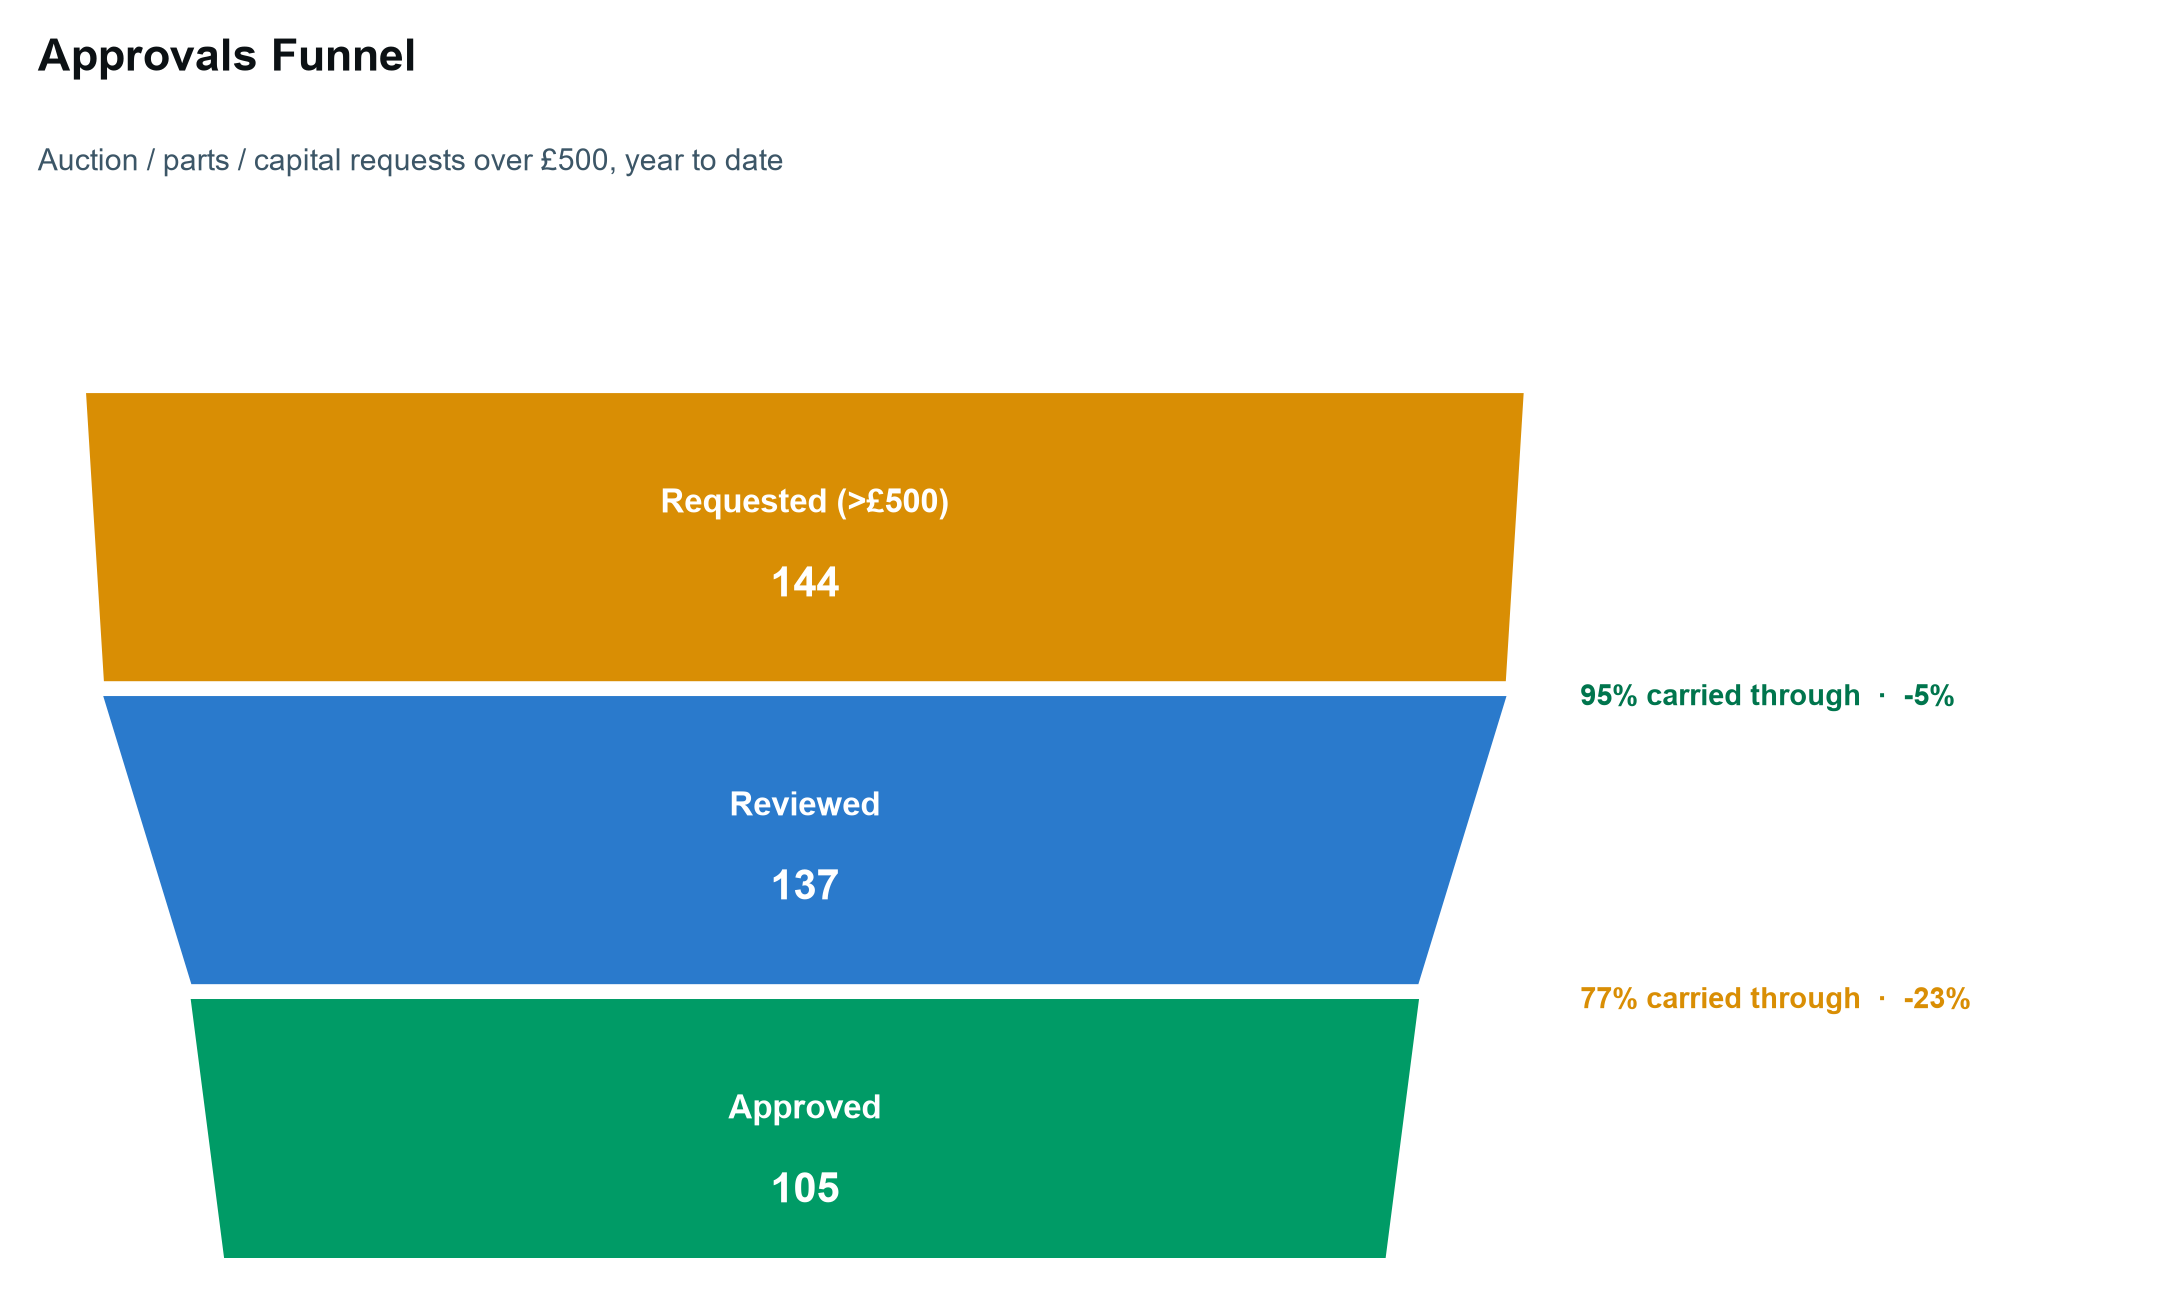 Approvals Funnel
Auction / parts / capital requests over £500, year to date
Requested (>£500)
144
95% carried through · -5%
Reviewed
137
77% carried through · -23%
Approved
105